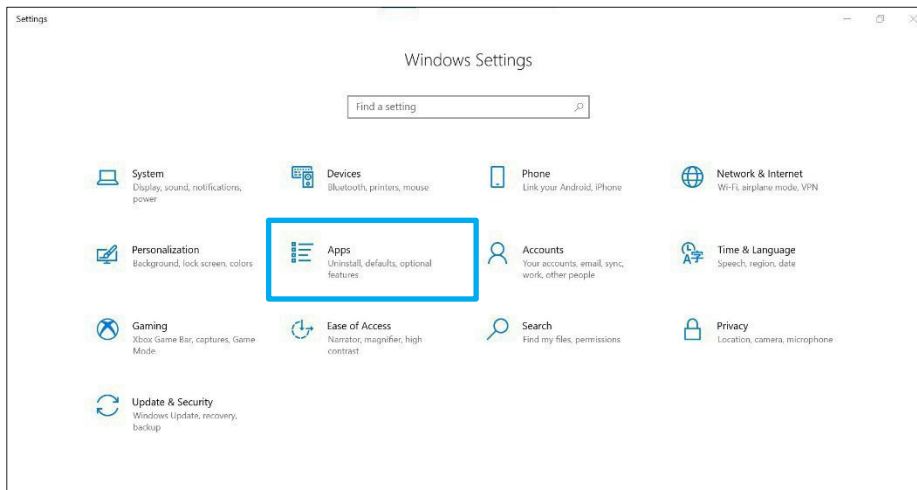 Settings
Windows Settings
Find a setting
System
Display, sound, notifications,
power
Devices
Bluetooth, printers, mouse
Phone
Link your Android, iPhone
Network & Internet
Wi-Fi, airplane mode, VPN
Personalization
Background, lock screen, colors
Apps
Uninstall, defaults, optional
features
Accounts
Your accounts, email, sync,
work, other people
Time & Language
Speech, region, date
Gaming
Xbox Game Bar, captures, Game
Mode
Ease of Access
Narrator, magnifier, high
contrast
Search
Find my files, permissions
Privacy
Location, camera, microphone
Update & Security
Windows Update, recovery,
backup